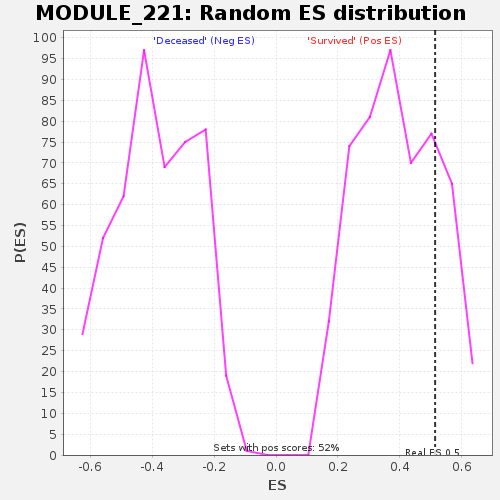 MODULE_221: Random ES distribution
'Deceased' (Neg ES)
'Survived' (Pos ES)
100
95
90
85
80
75
70
65
60
55
50
45
40
35
30
25
20
15
10
5
0
P(ES)
Sets with pos scores: 52%
Real ES 0.5
-0.6 -0.4 -0.2 0.0 0.2 0.4 0.6
ES